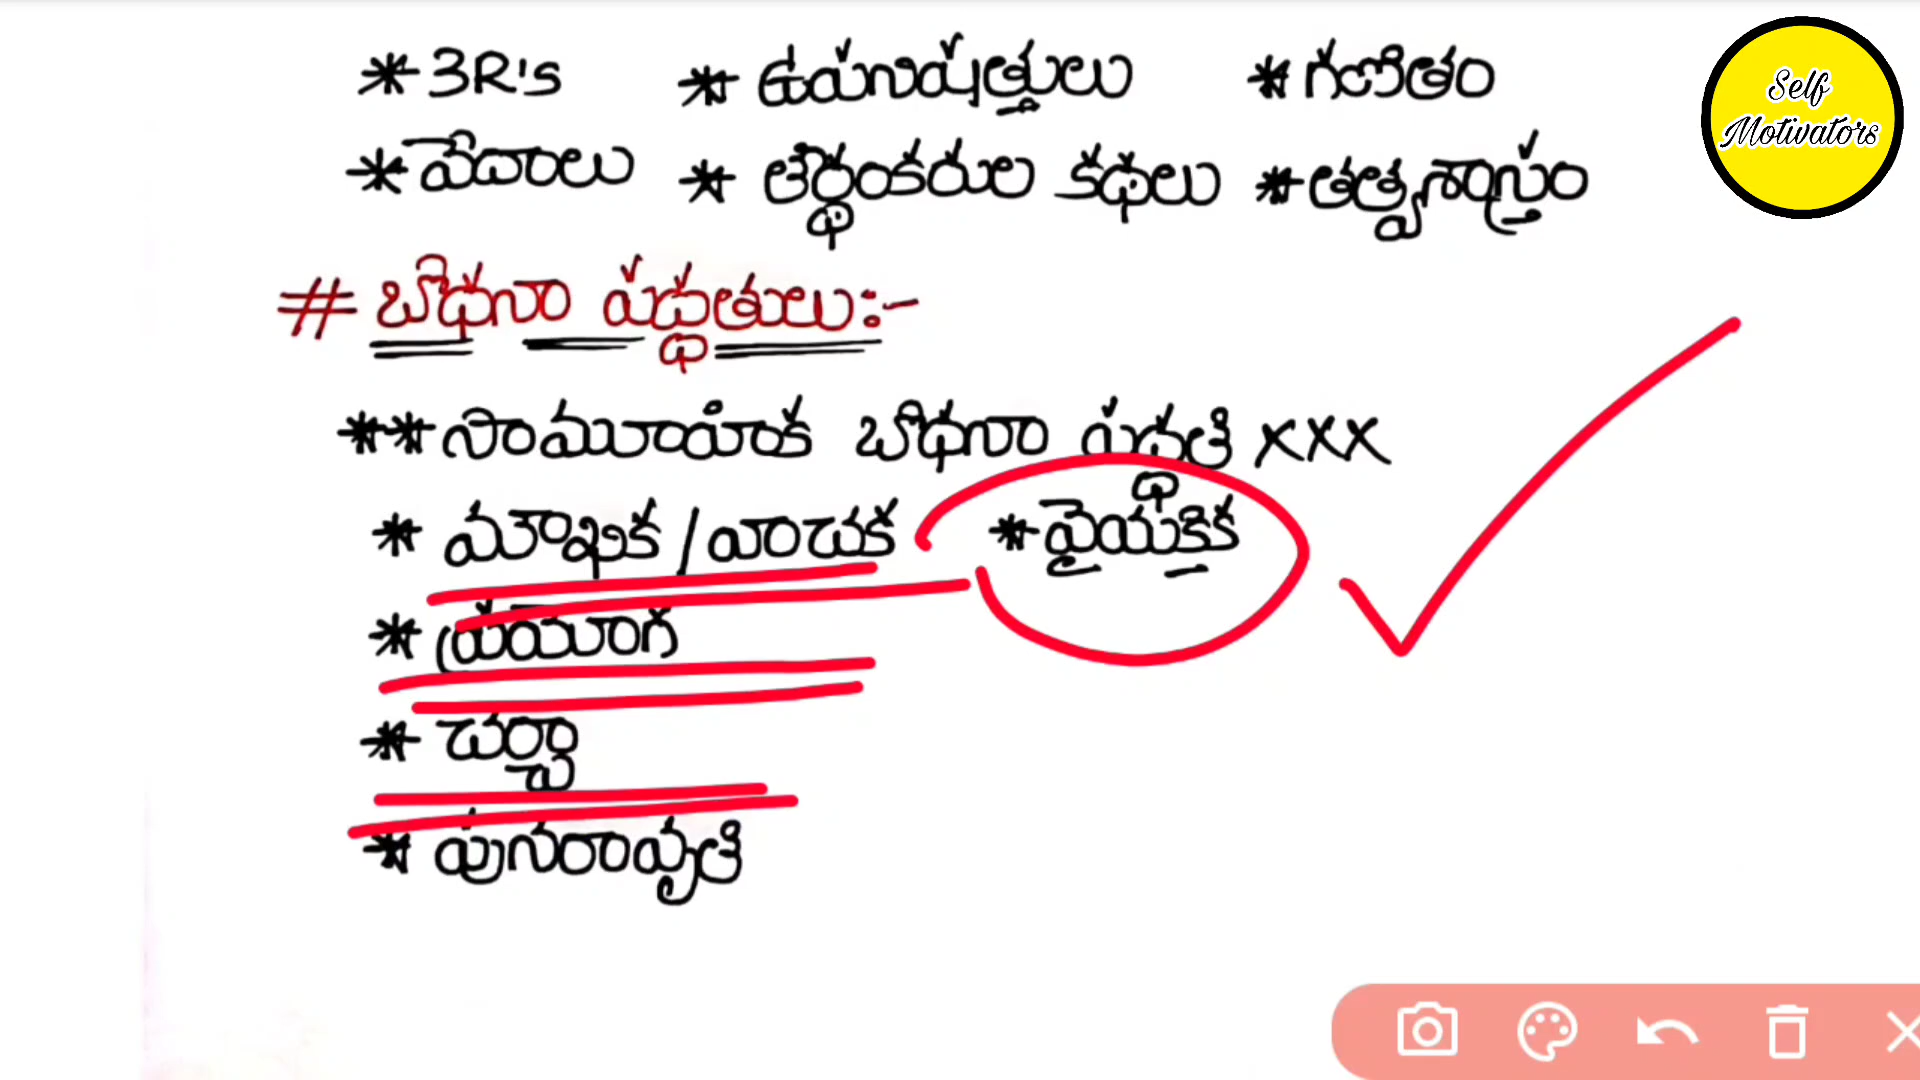 * 3R's * ఉపనిషత్తులు * గణితం
* వేదాలు * తీర్థంకరుల కథలు * తత్వశాస్త్రం
Self
Motivators
# బోధనా పద్ధతులు:-
** సామూహిక బోధనా పద్ధతి xxx
* మౌఖిక / వాచక * వైయక్తిక
* ప్రయోగ
* చర్చా
* పునరావృతి